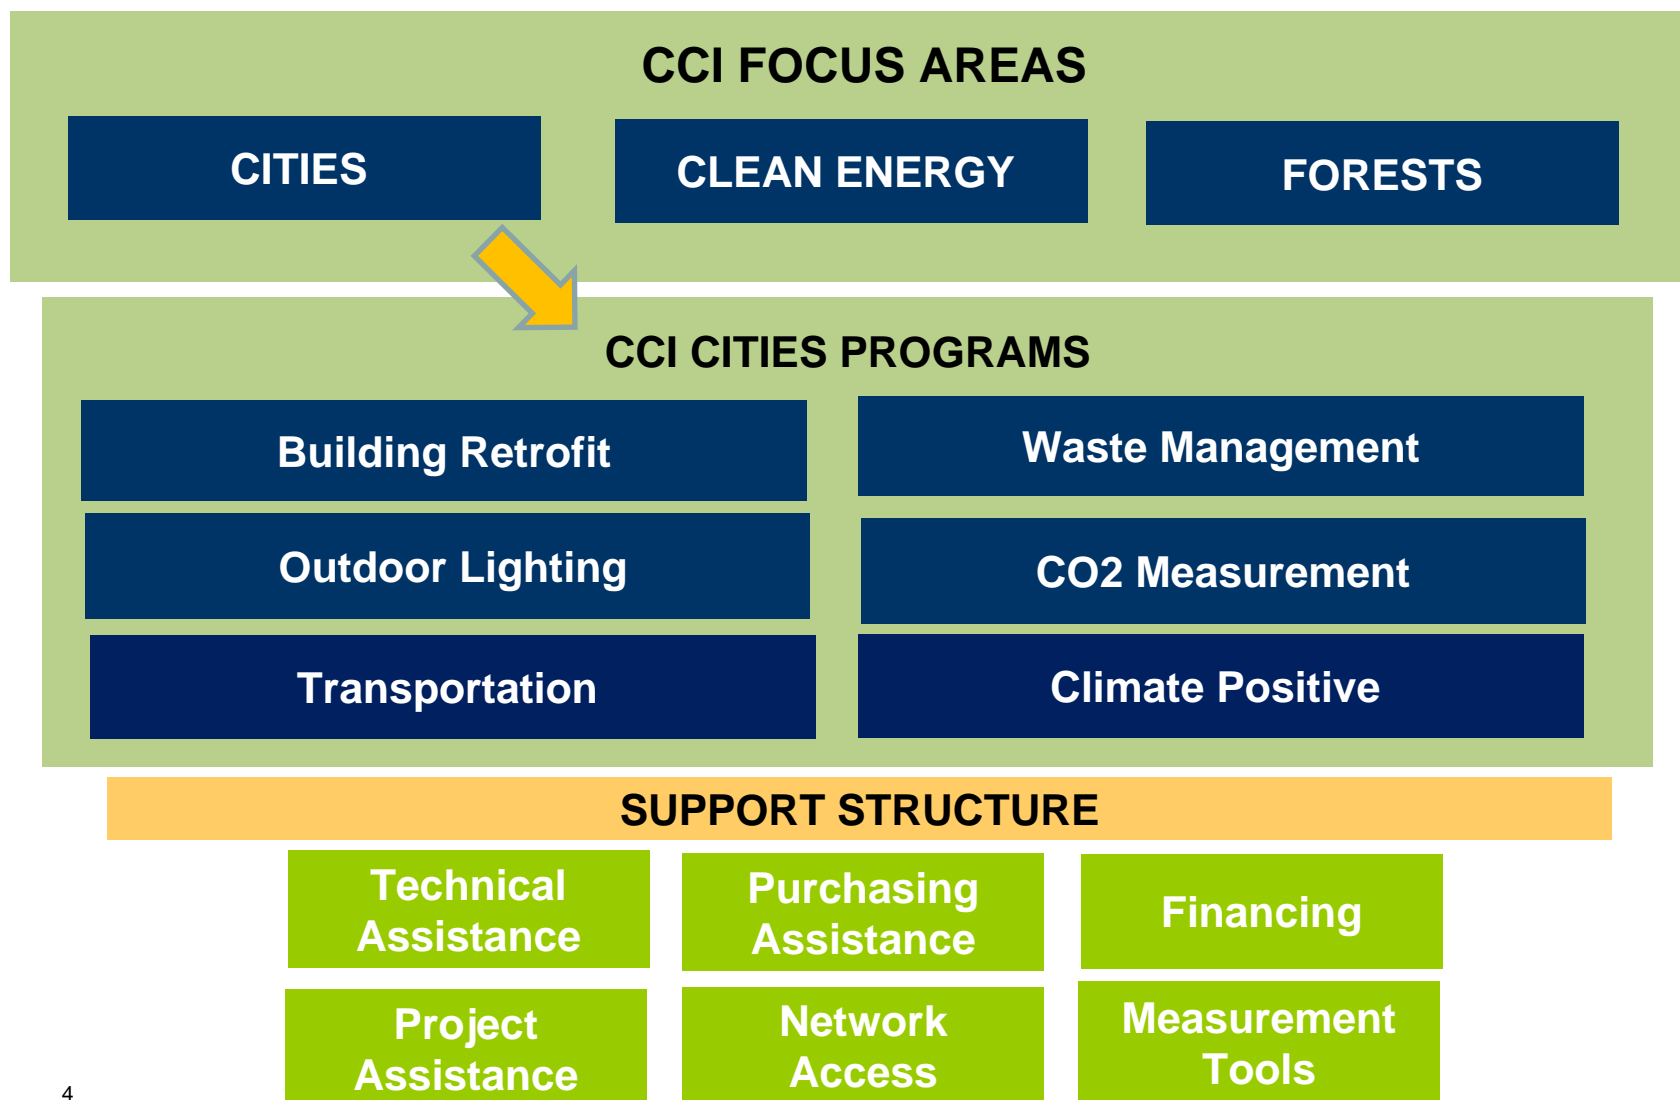 CCI FOCUS AREAS
CITIES
CLEAN ENERGY
FORESTS
CCI CITIES PROGRAMS
Building Retrofit
Waste Management
Outdoor Lighting
CO2 Measurement
Transportation
Climate Positive
SUPPORT STRUCTURE
Technical
Assistance
Purchasing
Assistance
Financing
Project
Assistance
Network
Access
Measurement
Tools
4